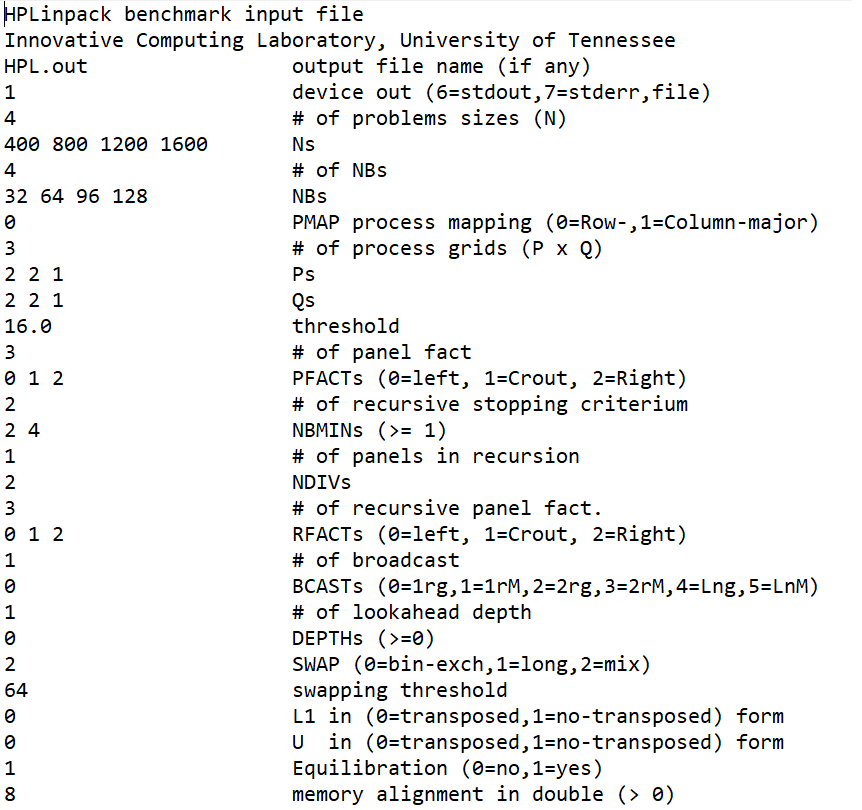 HPLinpack benchmark input file
Innovative Computing Laboratory, University of Tennessee
HPL.out                 output file name (if any)
1                       device out (6=stdout,7=stderr,file)
4                       # of problems sizes (N)
400 800 1200 1600       Ns
4                       # of NBs
32 64 96 128            NBs
0                       PMAP process mapping (0=Row-,1=Column-major)
3                       # of process grids (P x Q)
2 2 1                   Ps
2 2 1                   Qs
16.0                    threshold
3                       # of panel fact
0 1 2                   PFACTs (0=left, 1=Crout, 2=Right)
2                       # of recursive stopping criterium
2 4                     NBMINs (>= 1)
1                       # of panels in recursion
2                       NDIVs
3                       # of recursive panel fact.
0 1 2                   RFACTs (0=left, 1=Crout, 2=Right)
1                       # of broadcast
0                       BCASTs (0=1rg,1=1rM,2=2rg,3=2rM,4=Lng,5=LnM)
1                       # of lookahead depth
0                       DEPTHs (>=0)
2                       SWAP (0=bin-exch,1=long,2=mix)
64                      swapping threshold
0                       L1 in (0=transposed,1=no-transposed) form
0                       U  in (0=transposed,1=no-transposed) form
1                       Equilibration (0=no,1=yes)
8                       memory alignment in double (> 0)